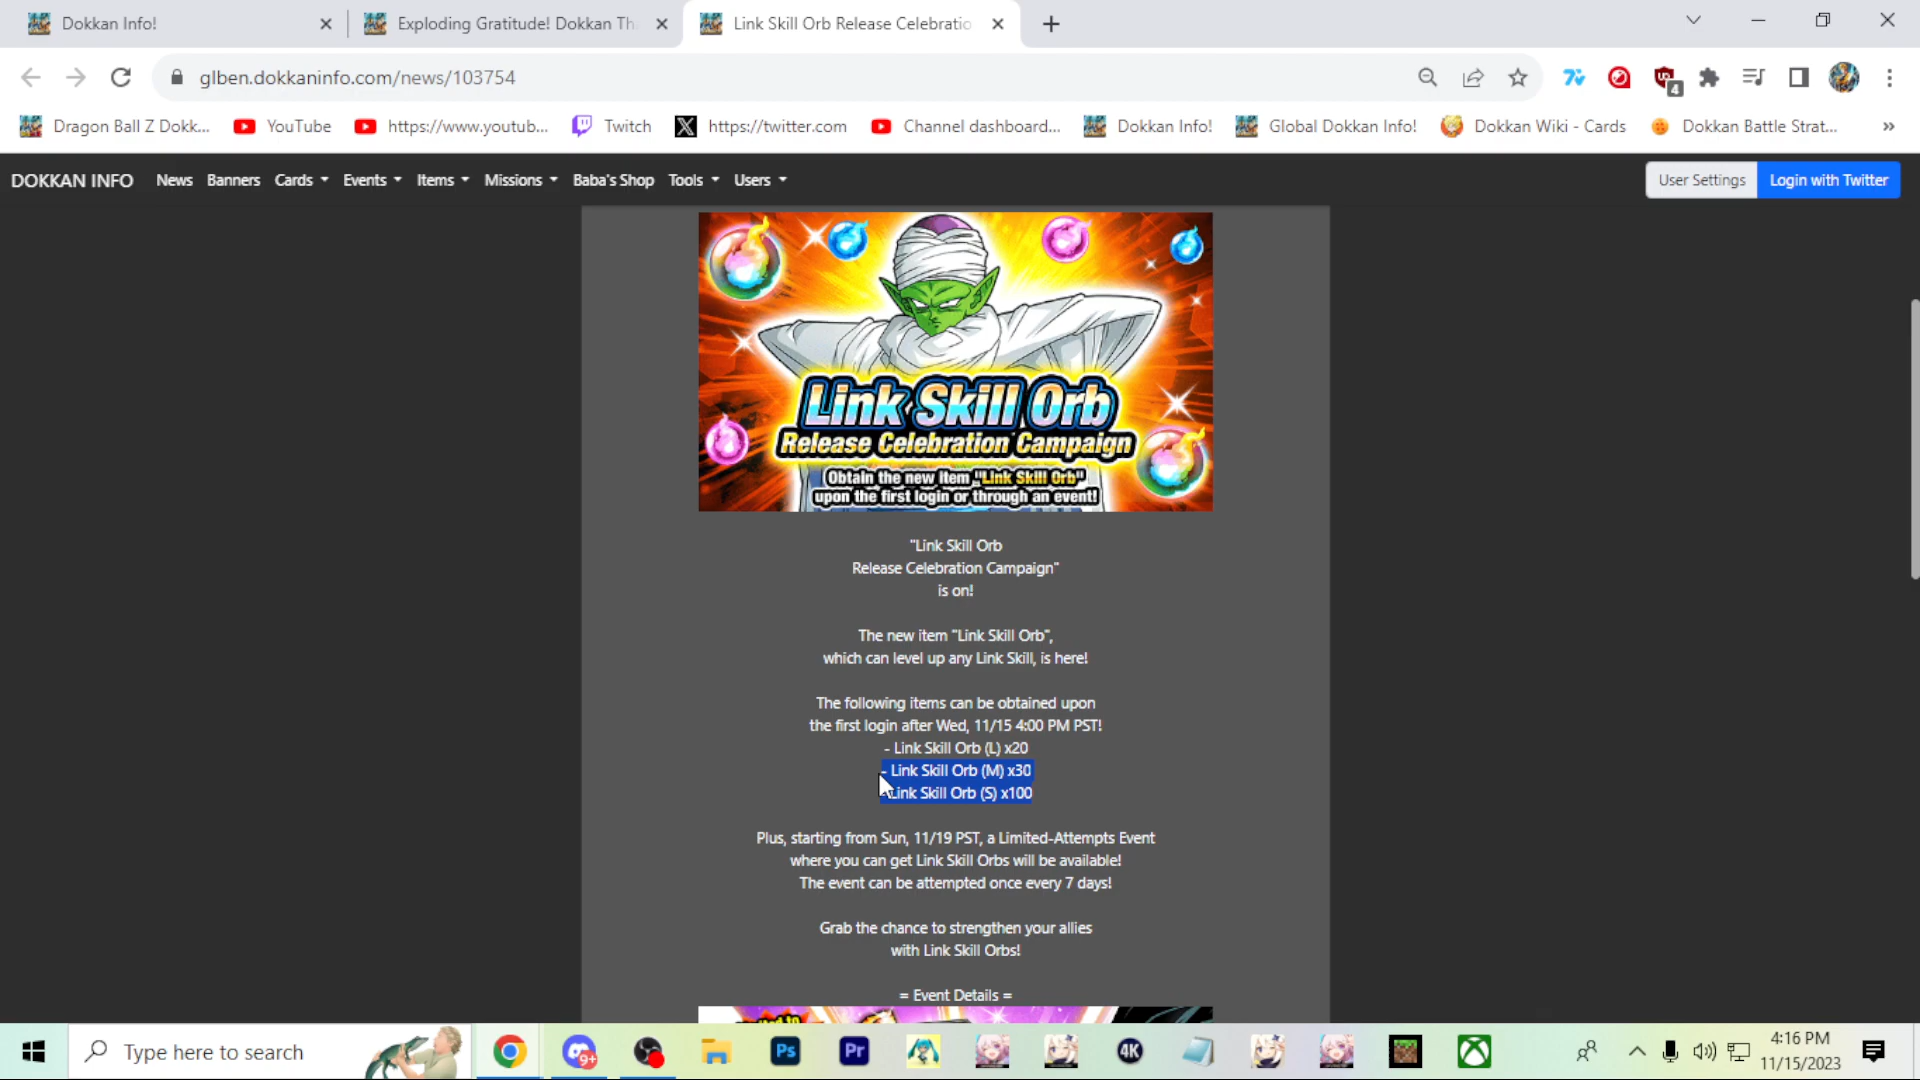 Dokkan Info!
Exploding Gratitude! Dokkan Th
Link Skill Orb Release Celebratio
glben.dokkaninfo.com/news/103754
4
Dragon Ball Z Dokk...
YouTube
https://www.youtub...
Twitch
https://twitter.com
Channel dashboard...
Dokkan Info!
Global Dokkan Info!
Dokkan Wiki - Cards
Dokkan Battle Strat...
»
DOKKAN INFO
News
Banners
Cards
Events
Items
Missions
Baba's Shop
Tools
Users
User Settings
Login with Twitter
Link Skill Orb
Release Celebration Campaign
Obtain the new item "Link Skill Orb"
upon the first login or through an event!
"Link Skill Orb
Release Celebration Campaign"
is on!
The new item "Link Skill Orb",
which can level up any Link Skill, is here!
The following items can be obtained upon
the first login after Wed, 11/15 4:00 PM PST!
- Link Skill Orb (L) x20
- Link Skill Orb (M) x30
Link Skill Orb (S) x100
Plus, starting from Sun, 11/19 PST, a Limited-Attempts Event
where you can get Link Skill Orbs will be available!
The event can be attempted once every 7 days!
Grab the chance to strengthen your allies
with Link Skill Orbs!
= Event Details =
Type here to search
9+
Ps
Pr
4K
4:16 PM
11/15/2023